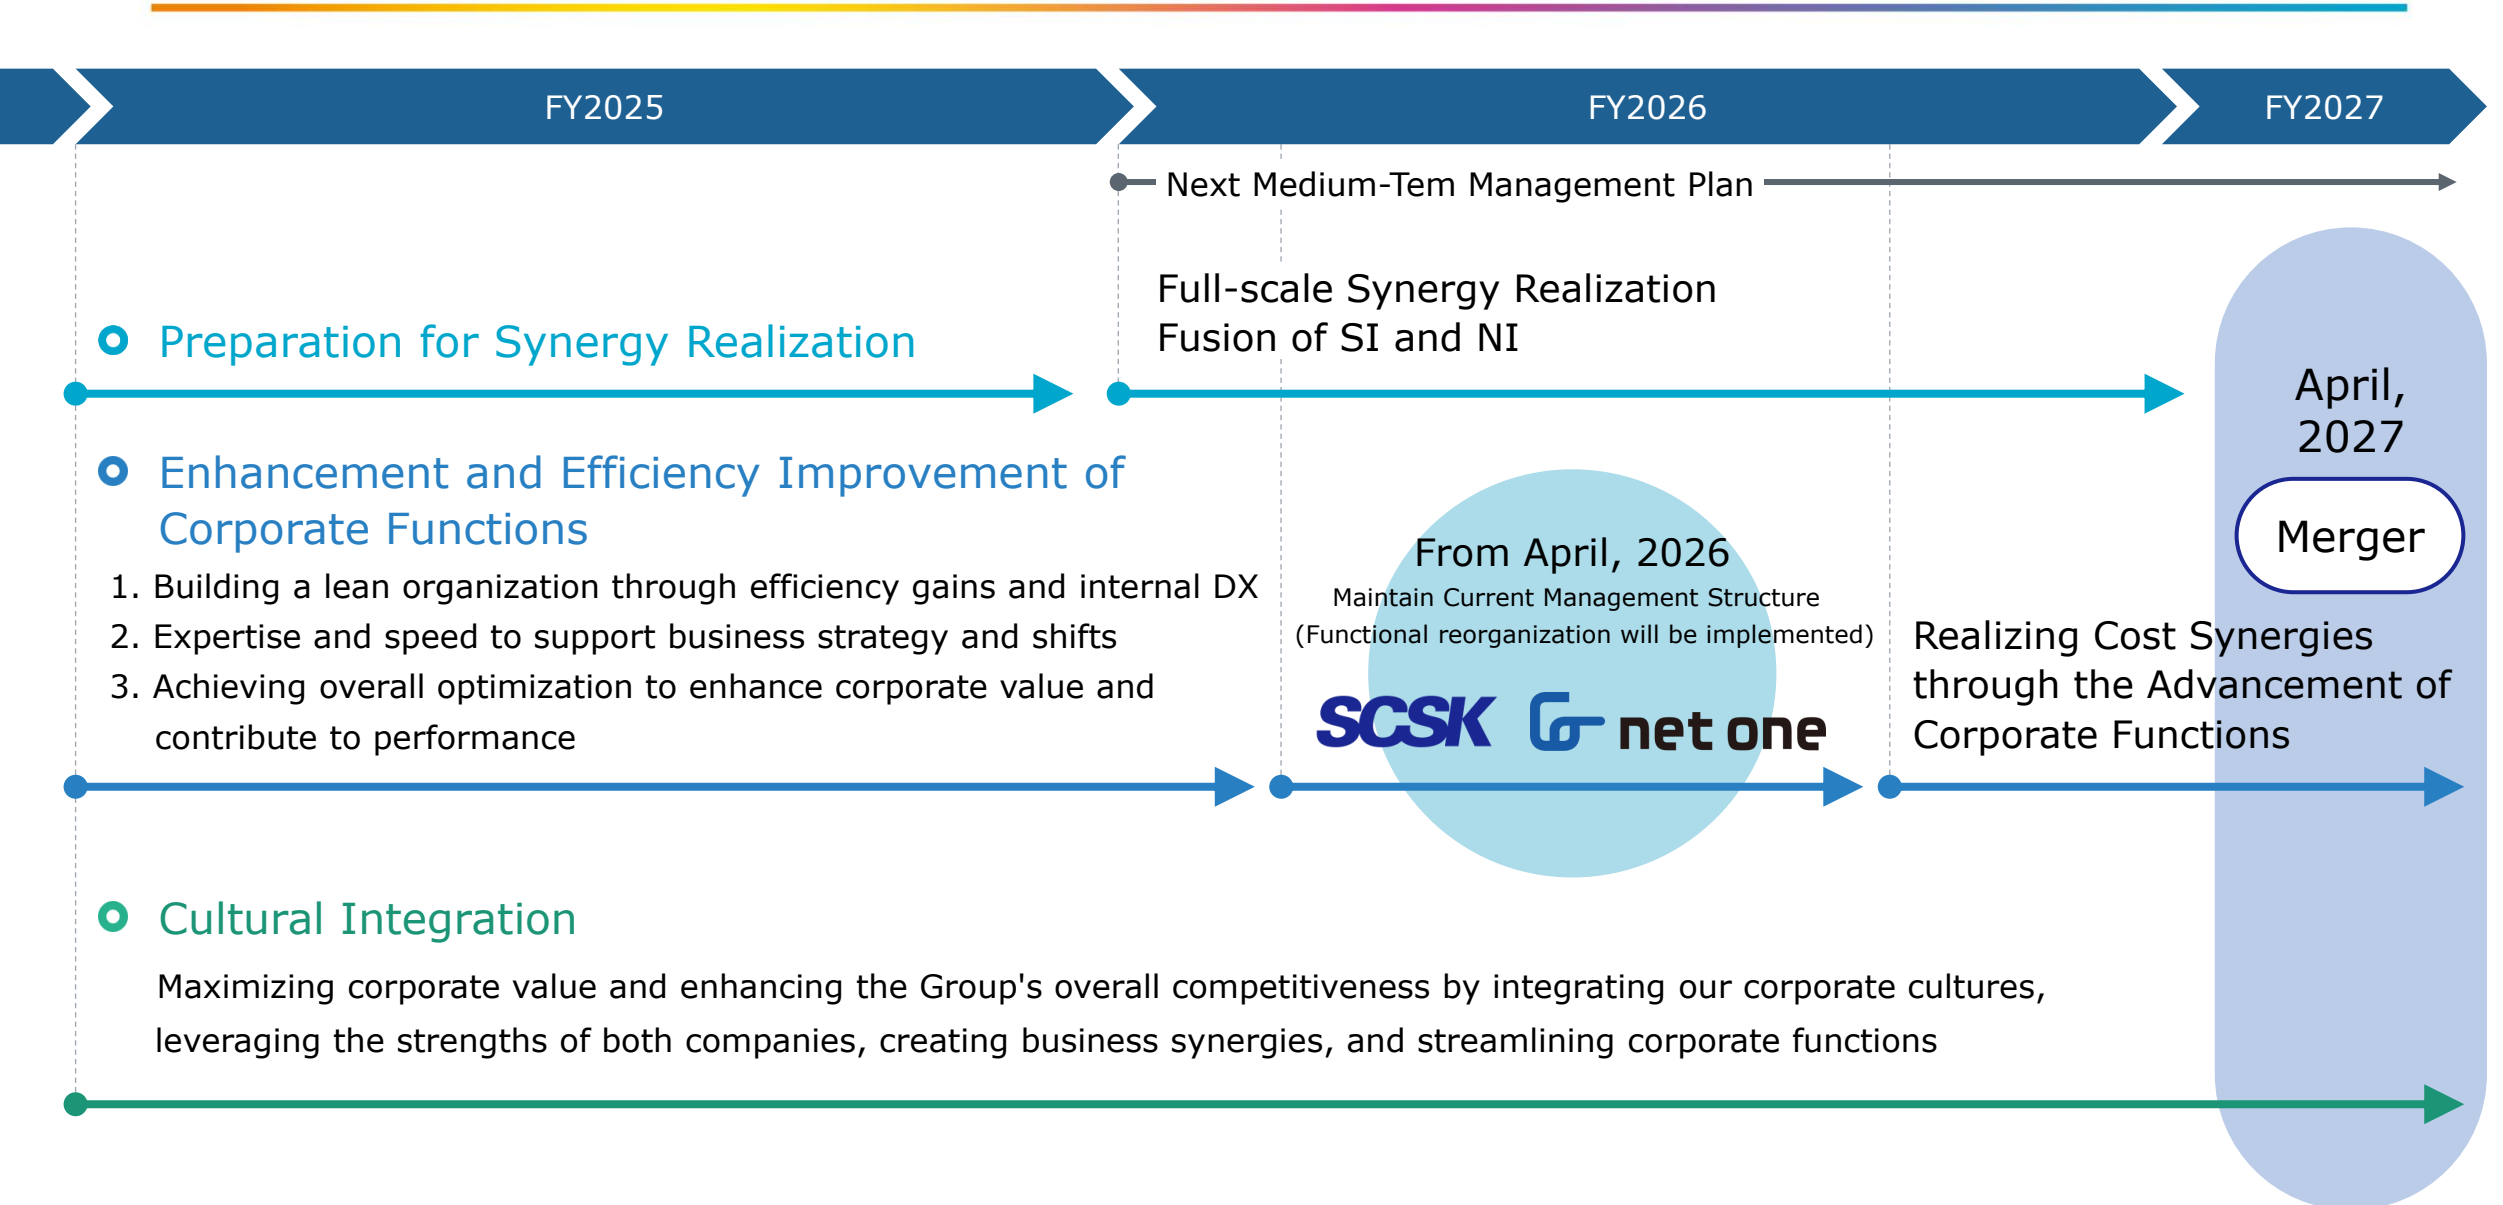 FY2025
FY2026
FY2027
Next Medium-Tem Management Plan
Full-scale Synergy Realization
Fusion of SI and NI
Preparation for Synergy Realization
April,
2027
Merger
Enhancement and Efficiency Improvement of
Corporate Functions
1. Building a lean organization through efficiency gains and internal DX
2. Expertise and speed to support business strategy and shifts
3. Achieving overall optimization to enhance corporate value and
contribute to performance
From April, 2026
Maintain Current Management Structure
(Functional reorganization will be implemented)
SCSK
net one
Realizing Cost Synergies
through the Advancement of
Corporate Functions
Cultural Integration
Maximizing corporate value and enhancing the Group's overall competitiveness by integrating our corporate cultures,
leveraging the strengths of both companies, creating business synergies, and streamlining corporate functions